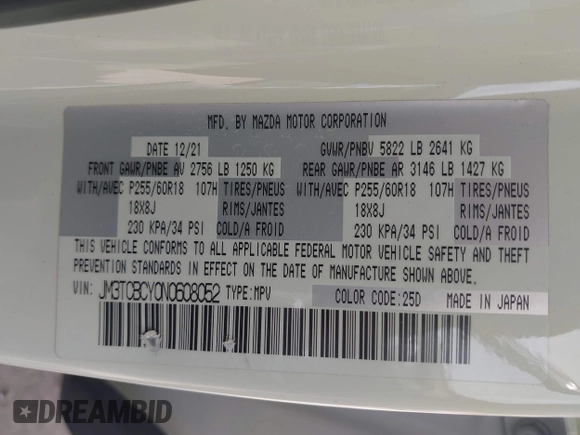 MFD. BY MAZDA MOTOR CORPORATION
DATE 12/21 GVWR/PNBV 5822 LB 2641 KG
FRONT GAWR/PNBE AV 2756 LB 1250 KG REAR GAWR/PNBE AR 3146 LB 1427 KG
WITH/AVEC P255/60R18 107H TIRES/PNEUS WITH/AVEC P255/60R18 107H TIRES/PNEUS
18X8J RIMS/JANTES 18X8J RIMS/JANTES
230 KPA/34 PSI COLD/A FROID 230 KPA/34 PSI COLD/A FROID
THIS VEHICLE CONFORMS TO ALL APPLICABLE FEDERAL MOTOR VEHICLE SAFETY AND THEFT
PREVENTION STANDARDS IN EFFECT ON THE DATE OF MANUFACTURE SHOWN ABOVE.
VIN: JM3TCBCY0N0608052 TYPE:MPV COLOR CODE:25D MADE IN JAPAN
DREAMBID